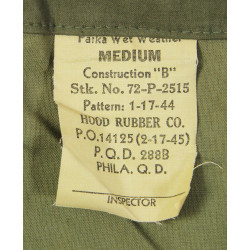 Parka Wet Weather
MEDIUM
Construction "B"
Stk. No. 72-P-2515
Pattern: 1-17-44
HOOD RUBBER CO.
P.O.14125 (2-17-45)
P.Q.D. 288B
PHILA. Q. D.
INSPECTOR